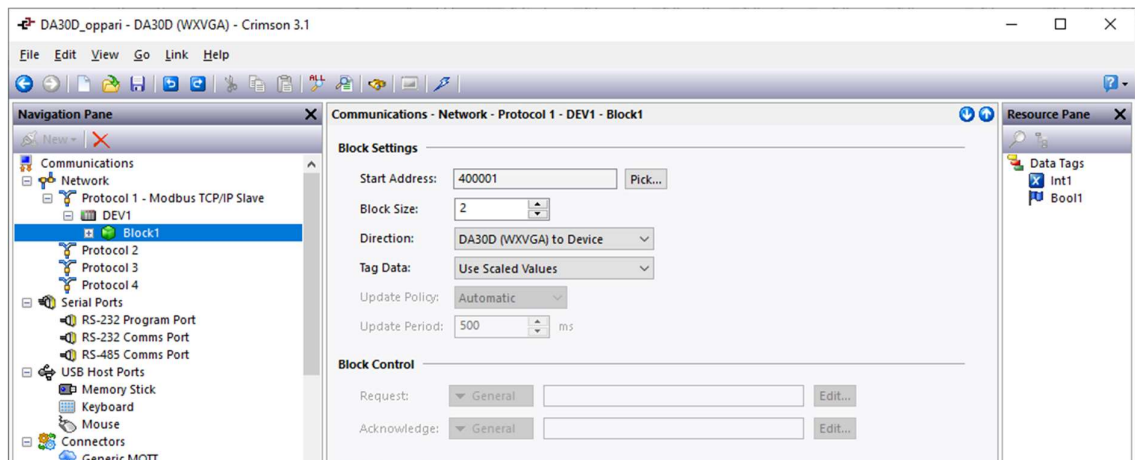 DA30D_oppari - DA30D (WXVGA) - Crimson 3.1
File Edit View Go Link Help
ALL
Navigation Pane
New
Communications
Network
Protocol 1 - Modbus TCP/IP Slave
DEV1
Block1
Protocol 2
Protocol 3
Protocol 4
Serial Ports
RS-232 Program Port
RS-232 Comms Port
RS-485 Comms Port
USB Host Ports
Memory Stick
Keyboard
Mouse
Connectors
Generic MQTT
Communications - Network - Protocol 1 - DEV1 - Block1
Block Settings
Start Address: 400001 Pick...
Block Size: 2
Direction: DA30D (WXVGA) to Device
Tag Data: Use Scaled Values
Update Policy: Automatic
Update Period: 500 ms
Block Control
Request: General Edit...
Acknowledge: General Edit...
Resource Pane
Data Tags
Int1
Bool1